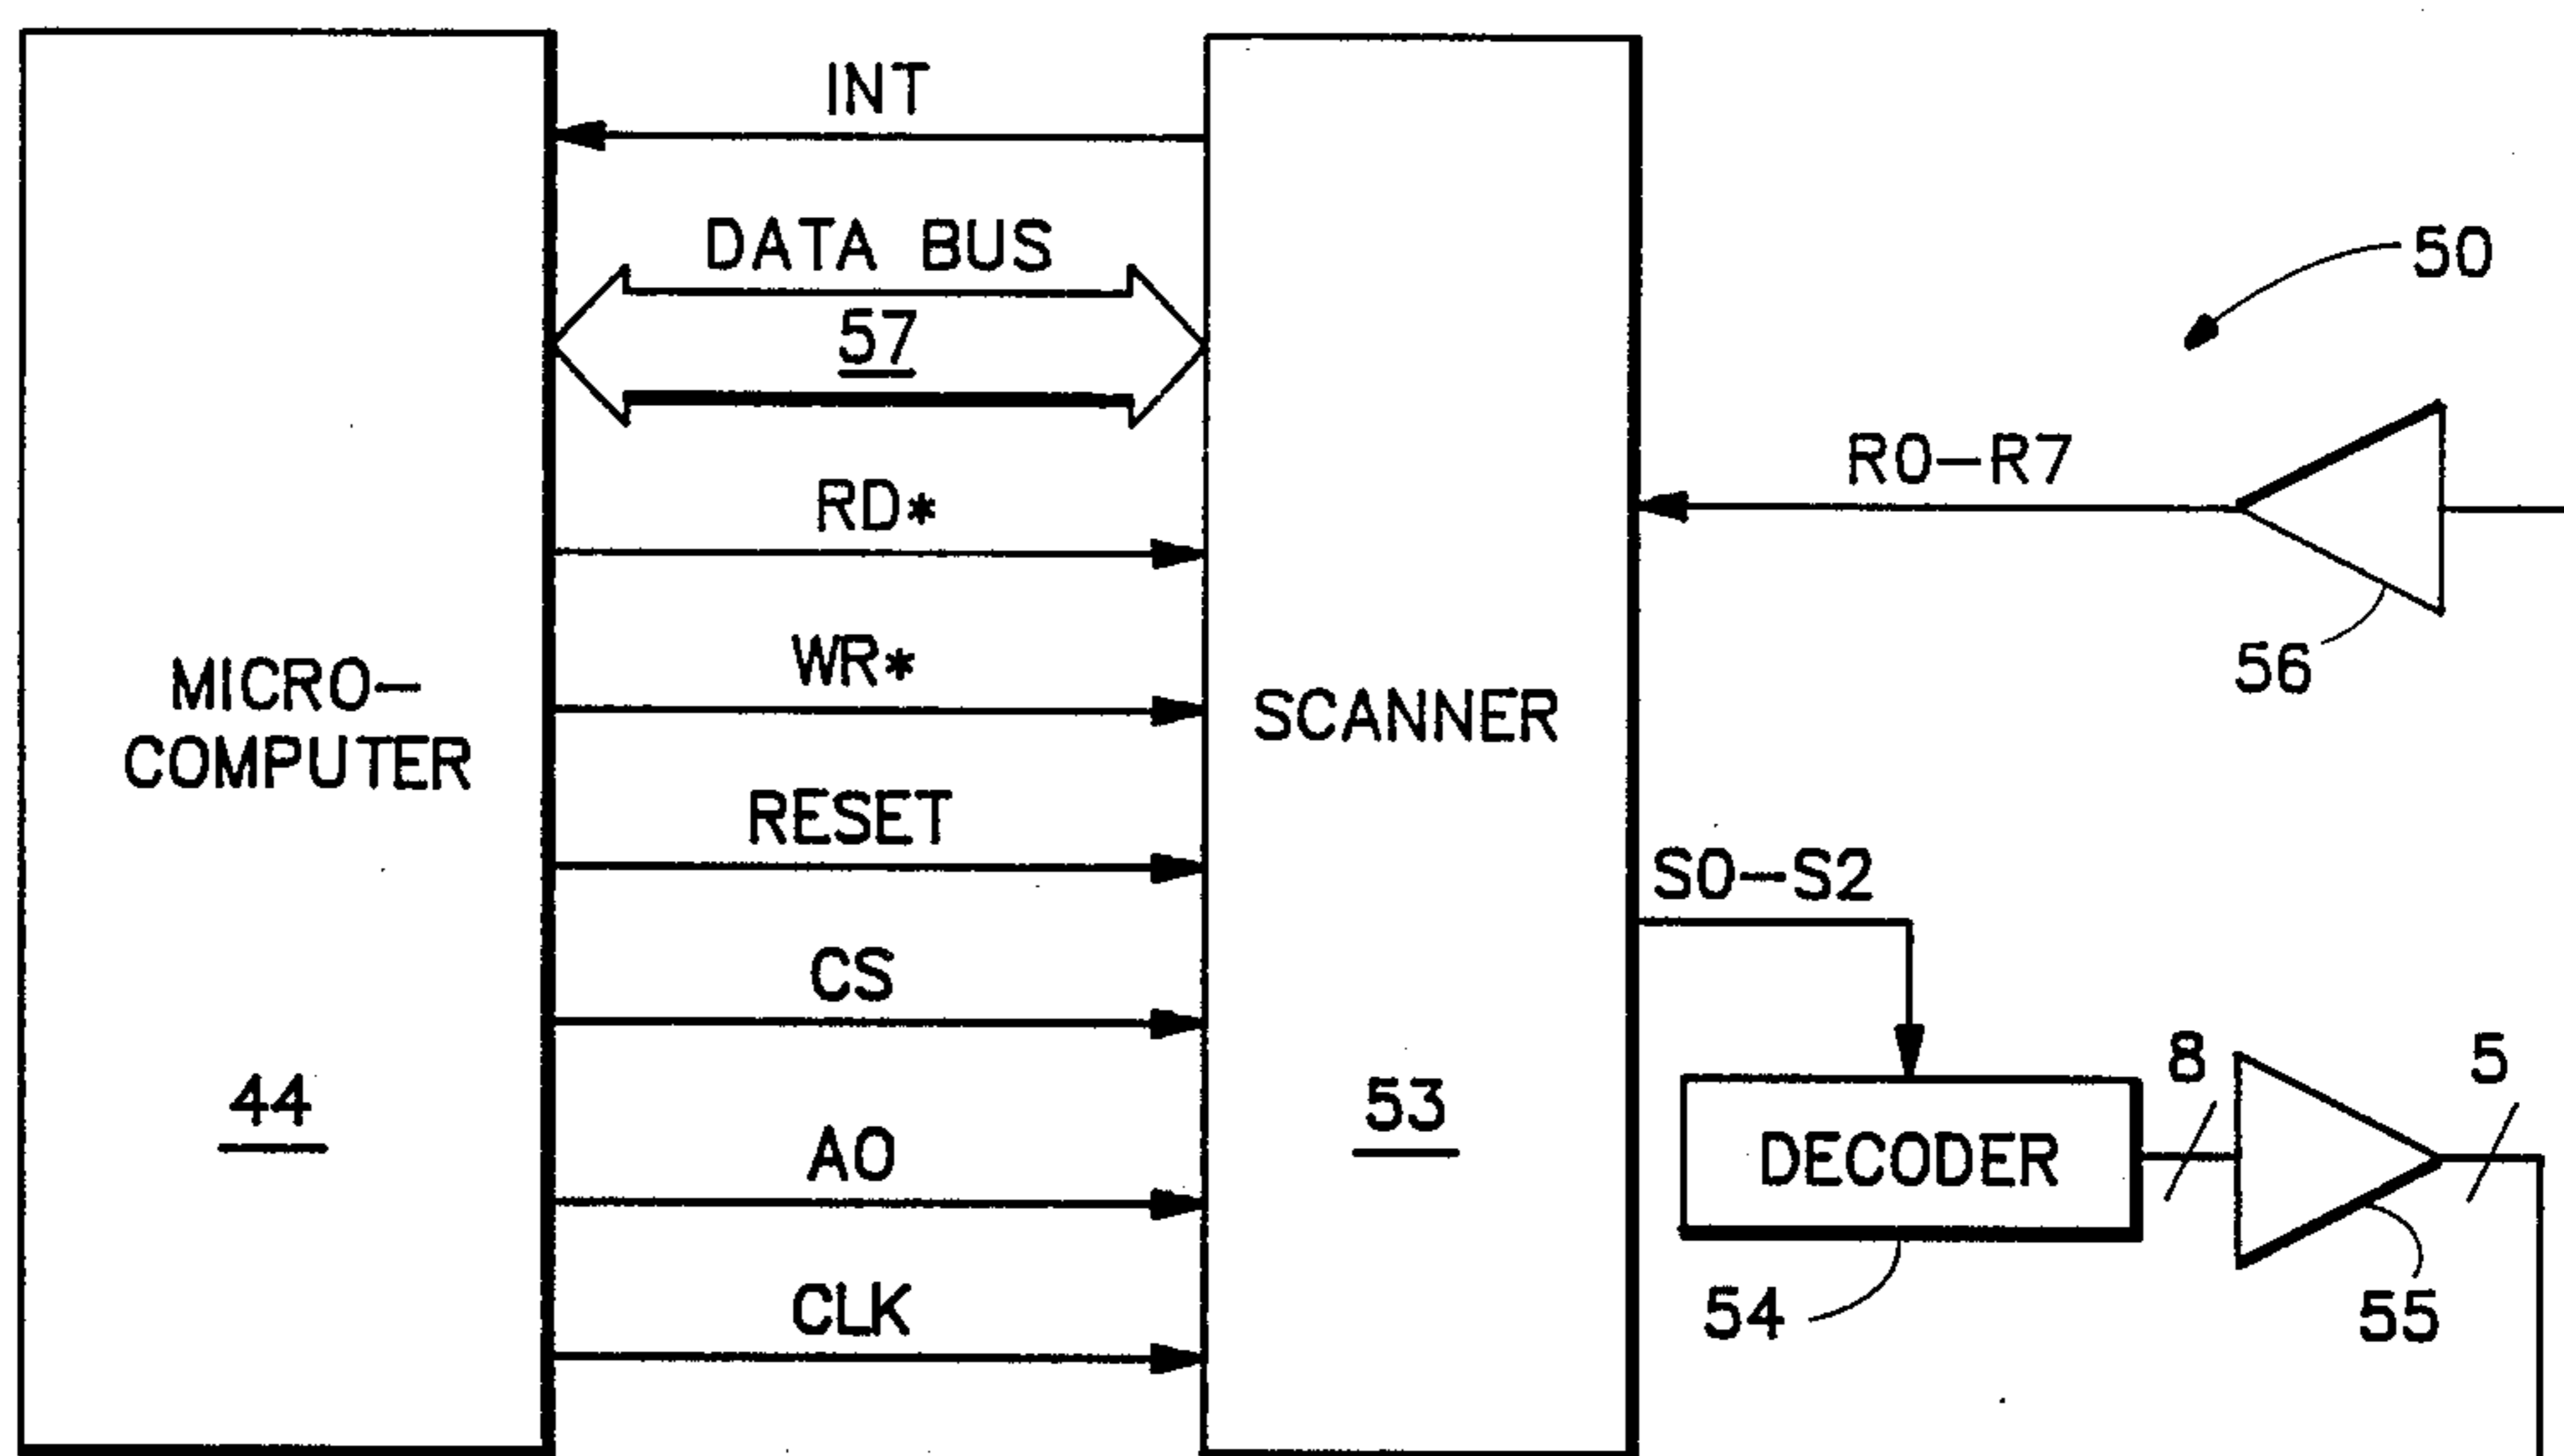 INT
DATA BUS
57
50
RD*
R0-R7
WR*
56
MICRO-
COMPUTER
SCANNER
RESET
S0-S2
CS
44
53
8
5
A0
DECODER
CLK
54
55